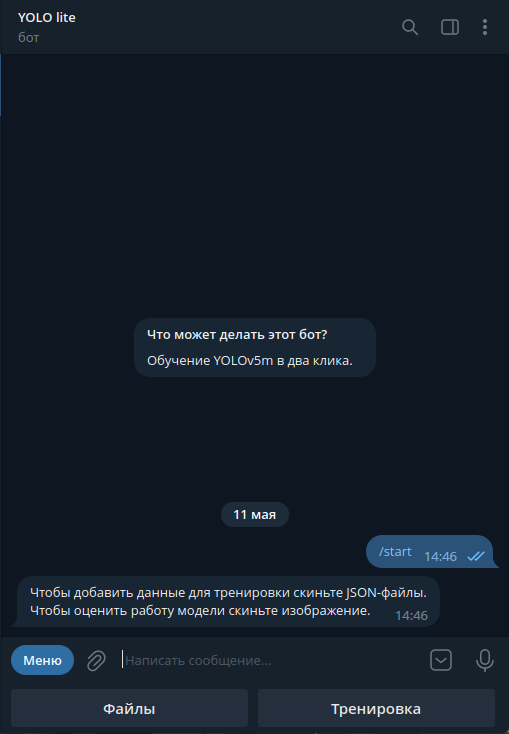 YOLO lite
бот
Что может делать этот бот?
Обучение YOLOv5m в два клика.
11 мая
/start 14:46
Чтобы добавить данные для тренировки скиньте JSON-файлы.
Чтобы оценить работу модели скиньте изображение. 14:46
Меню Написать сообщение...
Файлы Тренировка